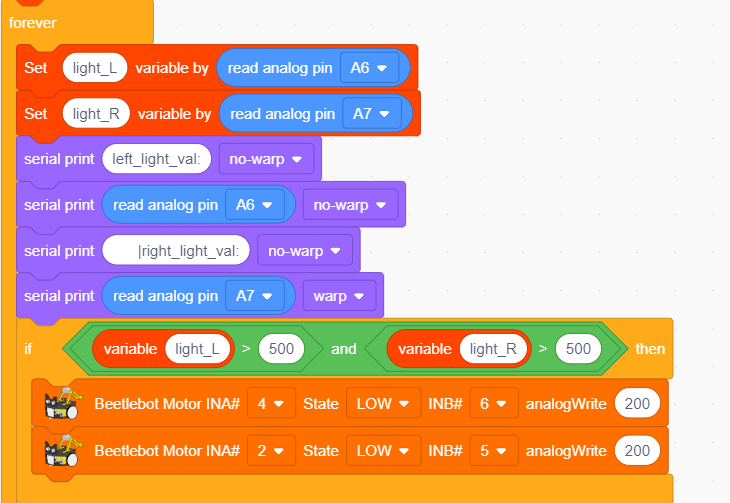 forever
Set light_L variable by read analog pin A6
Set light_R variable by read analog pin A7
serial print left_light_val: no-warp
serial print read analog pin A6 no-warp
serial print |right_light_val: no-warp
serial print read analog pin A7 warp
if variable light_L > 500 and variable light_R > 500 then
Beetlebot Motor INA# 4 State LOW INB# 6 analogWrite 200
Beetlebot Motor INA# 2 State LOW INB# 5 analogWrite 200